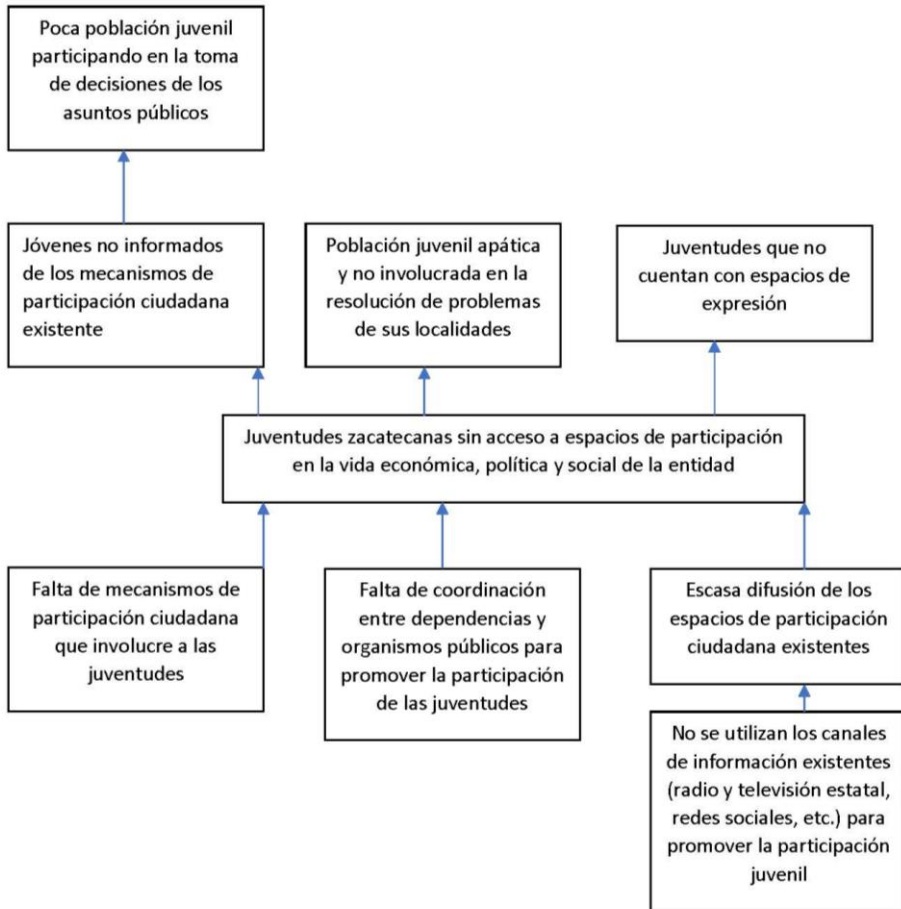 Poca población juvenil
participando en la toma
de decisiones de los
asuntos públicos
Jóvenes no informados
de los mecanismos de
participación ciudadana
existente
Población juvenil apática
y no involucrada en la
resolución de problemas
de sus localidades
Juventudes que no
cuentan con espacios de
expresión
Juventudes zacatecanas sin acceso a espacios de participación
en la vida económica, política y social de la entidad
Falta de mecanismos de
participación ciudadana
que involucre a las
juventudes
Falta de coordinación
entre dependencias y
organismos públicos para
promover la participación
de las juventudes
Escasa difusión de los
espacios de participación
ciudadana existentes
No se utilizan los canales
de información existentes
(radio y televisión estatal,
redes sociales, etc.) para
promover la participación
juvenil